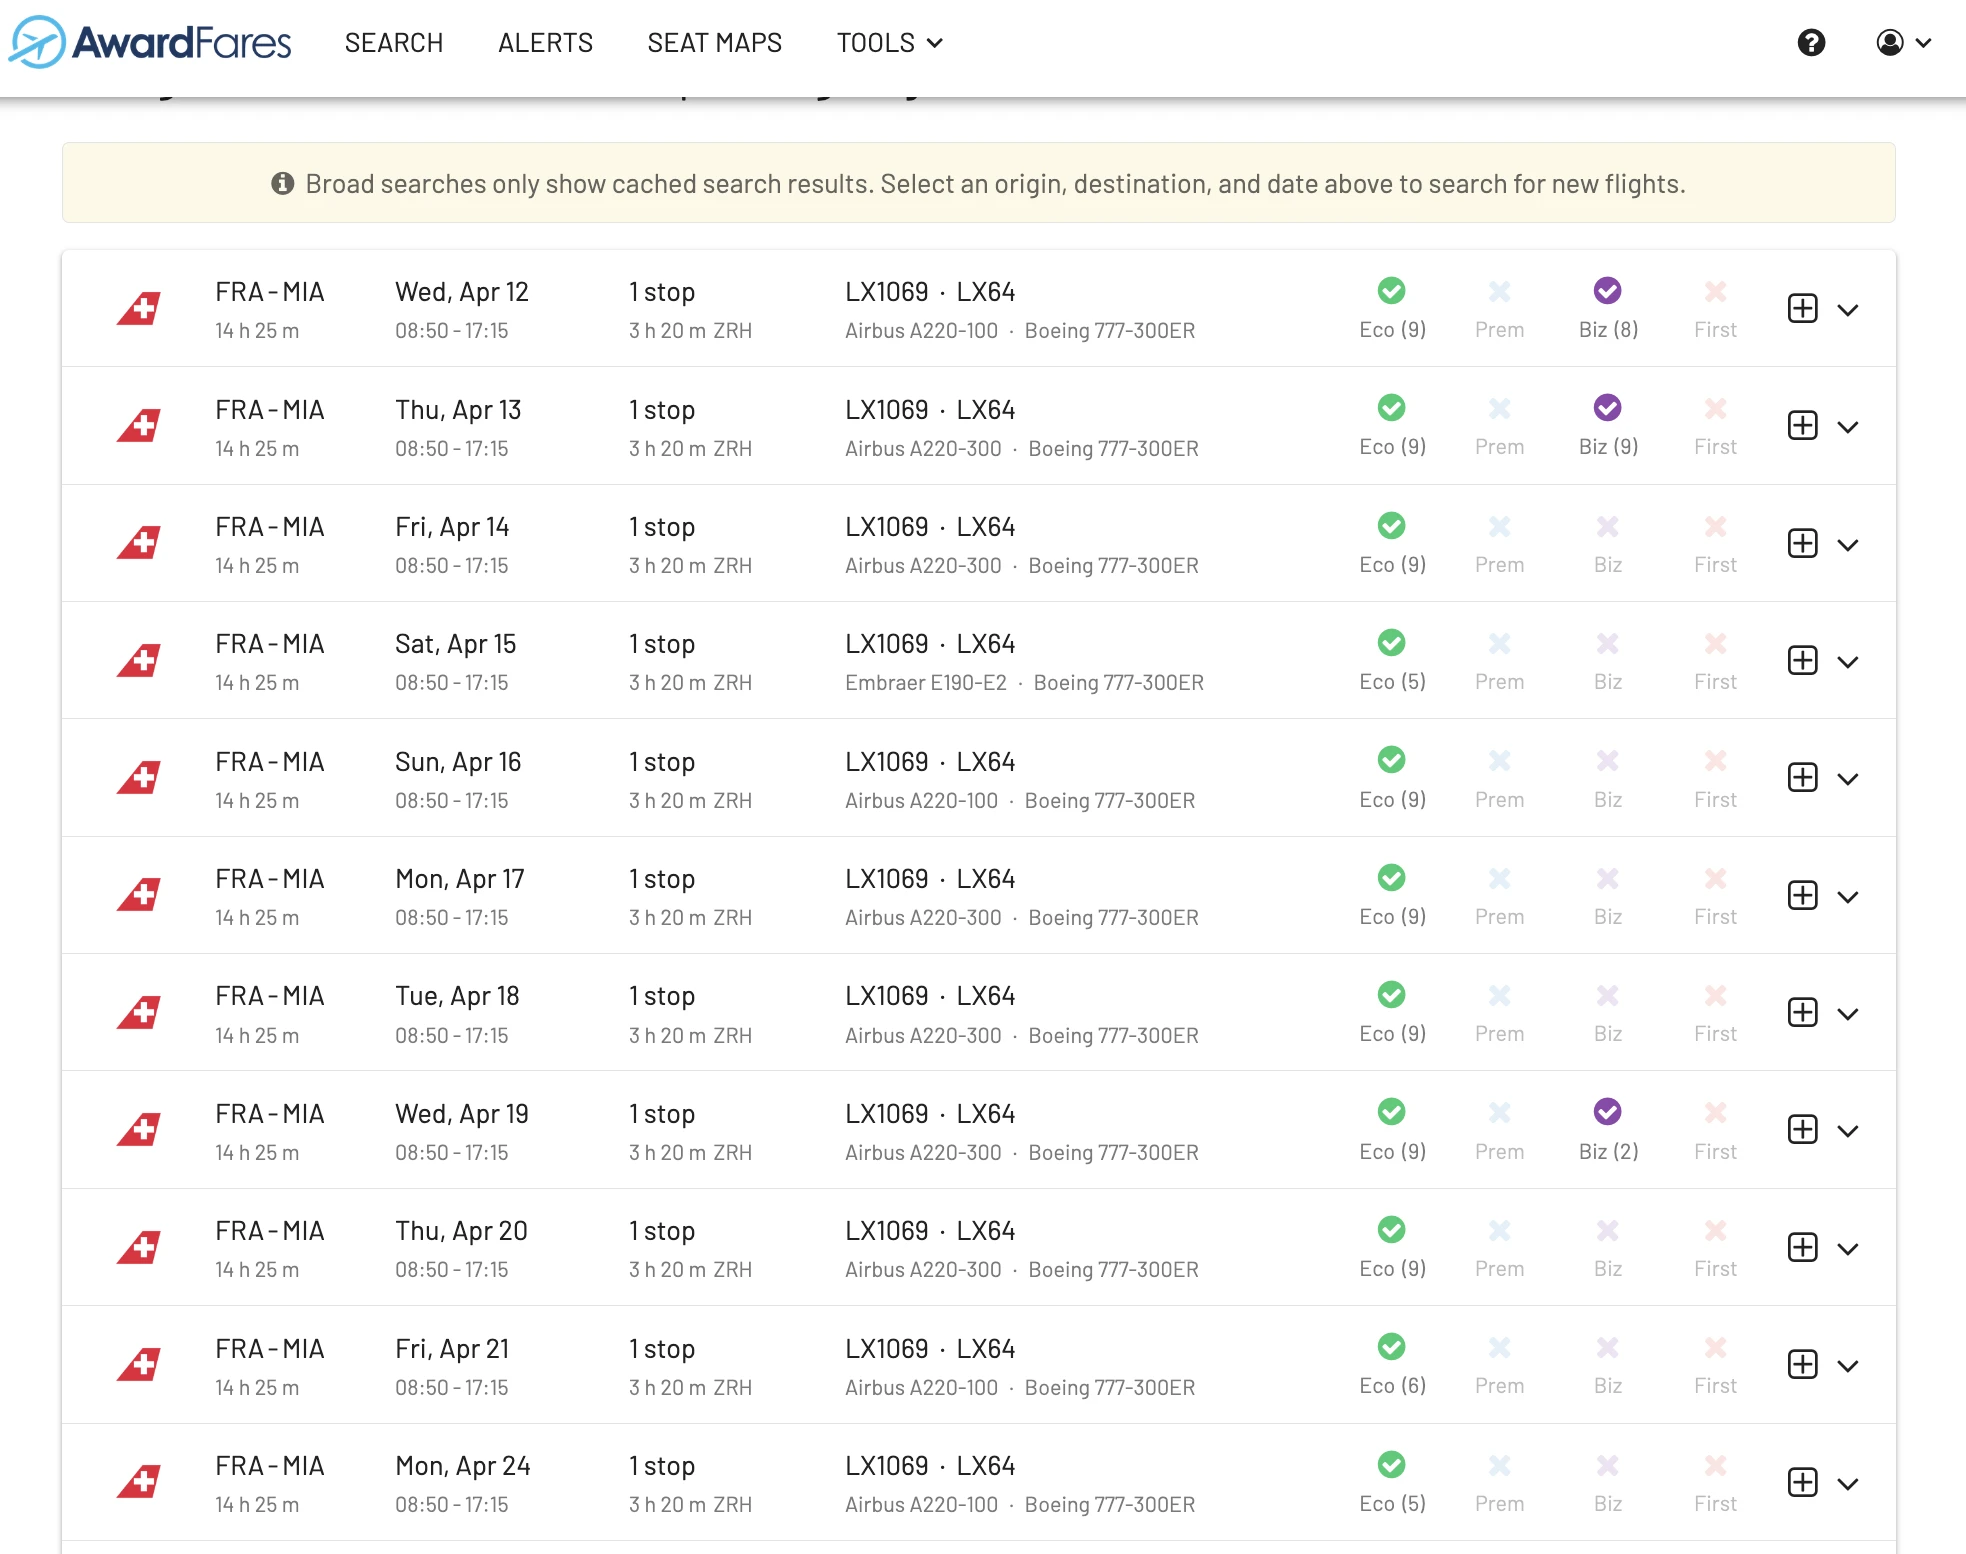 AwardFares SEARCH ALERTS SEAT MAPS TOOLS
Broad searches only show cached search results. Select an origin, destination, and date above to search for new flights.
FRA - MIA Wed, Apr 12 1 stop LX1069 · LX64
14 h 25 m 08:50 - 17:15 3 h 20 m ZRH Airbus A220-100 · Boeing 777-300ER Eco (9) Prem Biz (8) First
FRA - MIA Thu, Apr 13 1 stop LX1069 · LX64
14 h 25 m 08:50 - 17:15 3 h 20 m ZRH Airbus A220-300 · Boeing 777-300ER Eco (9) Prem Biz (9) First
FRA - MIA Fri, Apr 14 1 stop LX1069 · LX64
14 h 25 m 08:50 - 17:15 3 h 20 m ZRH Airbus A220-300 · Boeing 777-300ER Eco (9) Prem Biz First
FRA - MIA Sat, Apr 15 1 stop LX1069 · LX64
14 h 25 m 08:50 - 17:15 3 h 20 m ZRH Embraer E190-E2 · Boeing 777-300ER Eco (5) Prem Biz First
FRA - MIA Sun, Apr 16 1 stop LX1069 · LX64
14 h 25 m 08:50 - 17:15 3 h 20 m ZRH Airbus A220-100 · Boeing 777-300ER Eco (9) Prem Biz First
FRA - MIA Mon, Apr 17 1 stop LX1069 · LX64
14 h 25 m 08:50 - 17:15 3 h 20 m ZRH Airbus A220-300 · Boeing 777-300ER Eco (9) Prem Biz First
FRA - MIA Tue, Apr 18 1 stop LX1069 · LX64
14 h 25 m 08:50 - 17:15 3 h 20 m ZRH Airbus A220-300 · Boeing 777-300ER Eco (9) Prem Biz First
FRA - MIA Wed, Apr 19 1 stop LX1069 · LX64
14 h 25 m 08:50 - 17:15 3 h 20 m ZRH Airbus A220-300 · Boeing 777-300ER Eco (9) Prem Biz (2) First
FRA - MIA Thu, Apr 20 1 stop LX1069 · LX64
14 h 25 m 08:50 - 17:15 3 h 20 m ZRH Airbus A220-300 · Boeing 777-300ER Eco (9) Prem Biz First
FRA - MIA Fri, Apr 21 1 stop LX1069 · LX64
14 h 25 m 08:50 - 17:15 3 h 20 m ZRH Airbus A220-100 · Boeing 777-300ER Eco (6) Prem Biz First
FRA - MIA Mon, Apr 24 1 stop LX1069 · LX64
14 h 25 m 08:50 - 17:15 3 h 20 m ZRH Airbus A220-100 · Boeing 777-300ER Eco (5) Prem Biz First